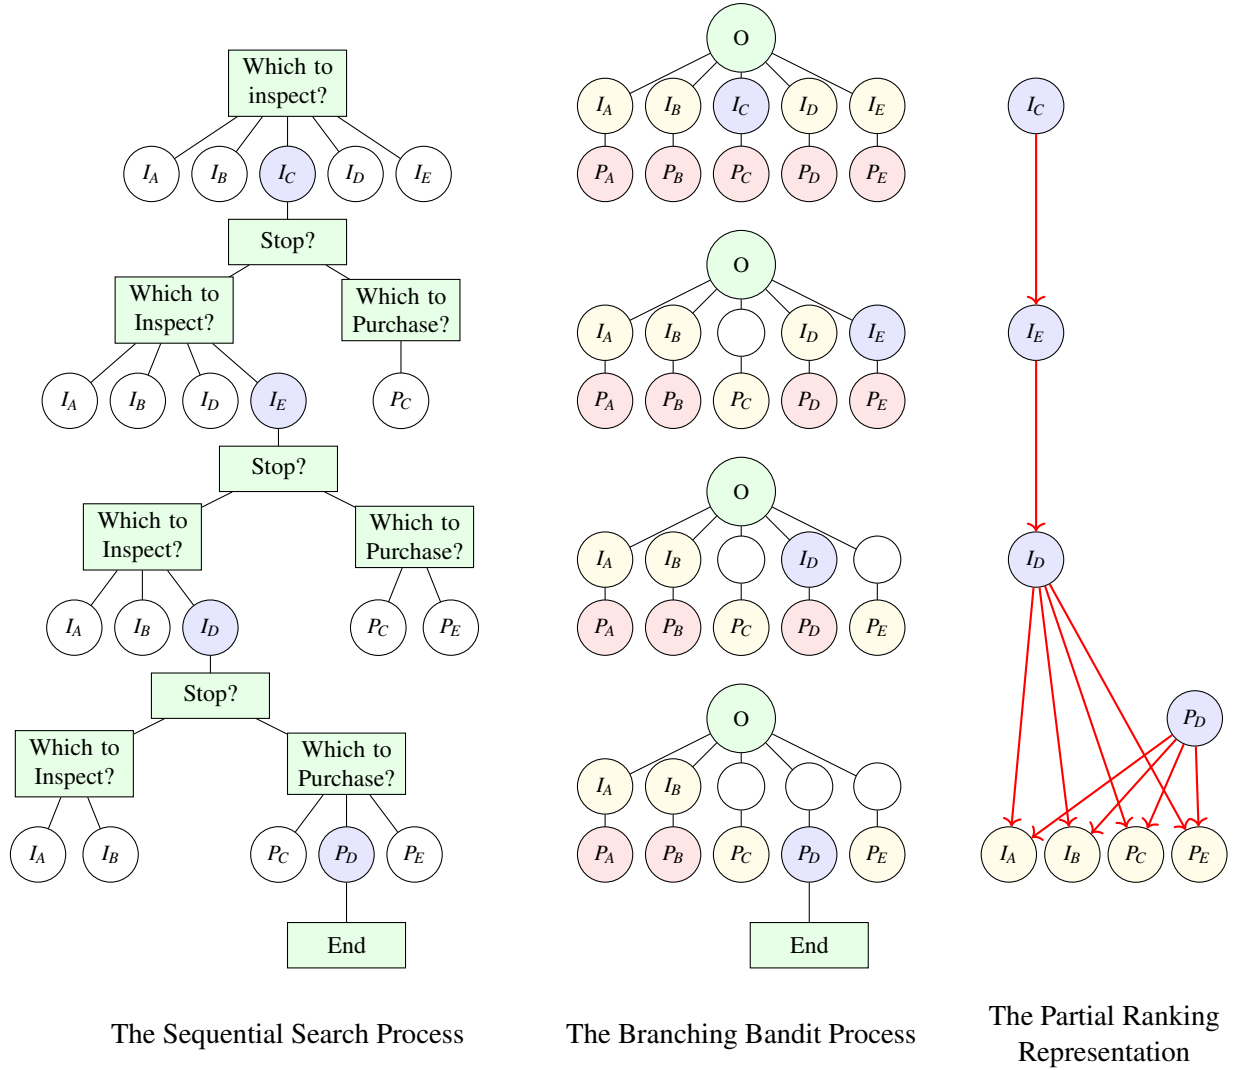 Which to
inspect?
I_A I_B I_C I_D I_E
Stop?
Which to
Inspect?
Which to
Purchase?
I_A I_B I_D I_E P_C
Stop?
Which to
Inspect?
Which to
Purchase?
I_A I_B I_D P_C P_E
Stop?
Which to
Inspect?
Which to
Purchase?
I_A I_B P_C P_D P_E
End
The Sequential Search Process
O
I_A I_B I_C I_D I_E
P_A P_B P_C P_D P_E
O
I_A I_B I_D I_E
P_A P_B P_C P_D P_E
O
I_A I_B I_D
P_A P_B P_C P_D P_E
O
I_A I_B
P_A P_B P_C P_D P_E
End
The Branching Bandit Process
I_C
I_E
I_D
P_D
I_A I_B P_C P_E
The Partial Ranking
Representation